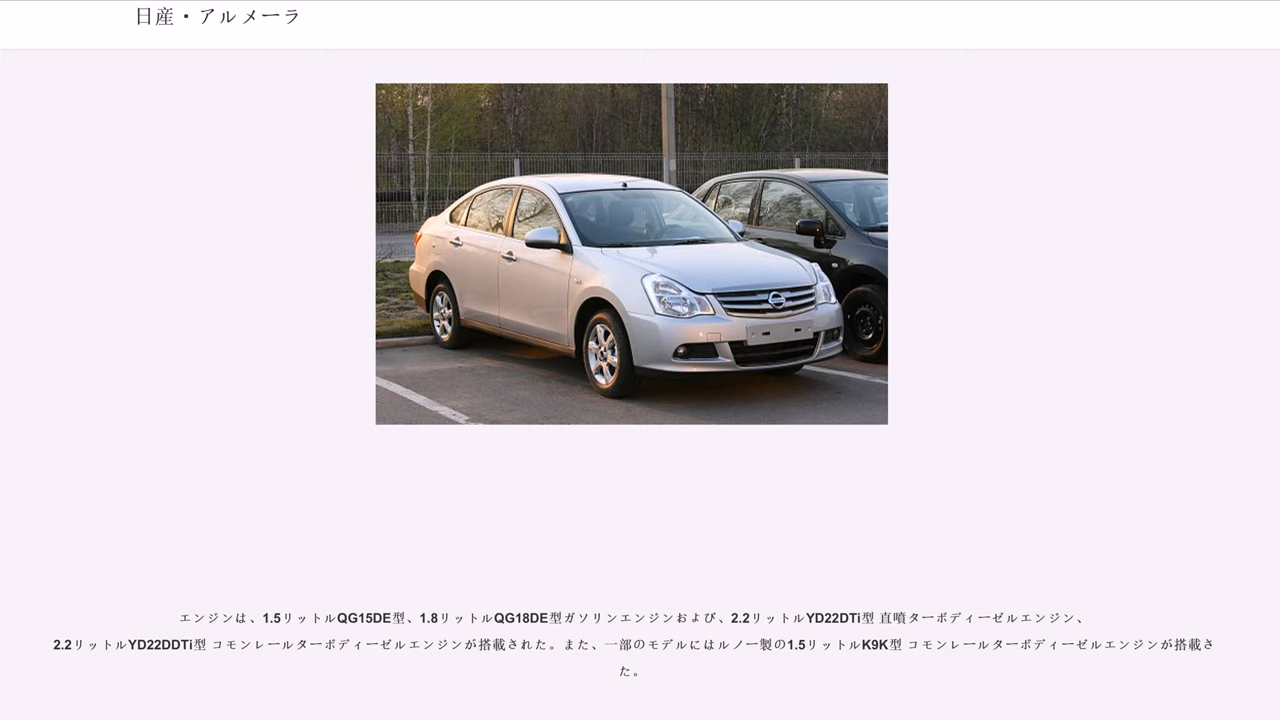 日産・アルメーラ
エンジンは、1.5リットルQG15DE型、1.8リットルQG18DE型ガソリンエンジンおよび、2.2リットルYD22DTi型 直噴ターボディーゼルエンジン、
2.2リットルYD22DDTi型 コモンレールターボディーゼルエンジンが搭載された。また、一部のモデルにはルノー製の1.5リットルK9K型 コモンレールターボディーゼルエンジンが搭載さ
た。